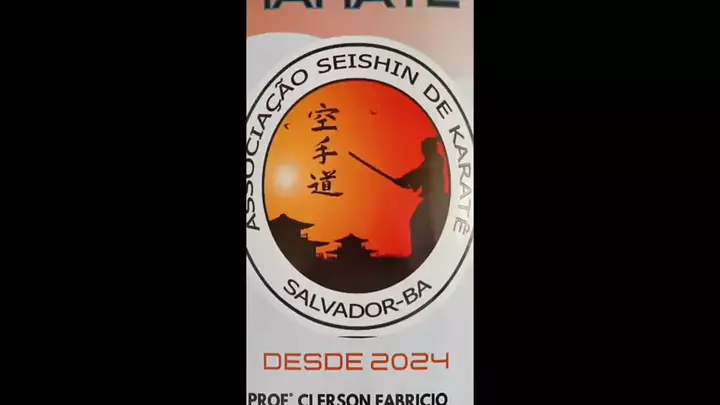 ASSOCIAÇÃO SEISHIN DE KARATÊ
空手道
SALVADOR-BA
DESDE 2024
PROFº CLERSON FABRICIO